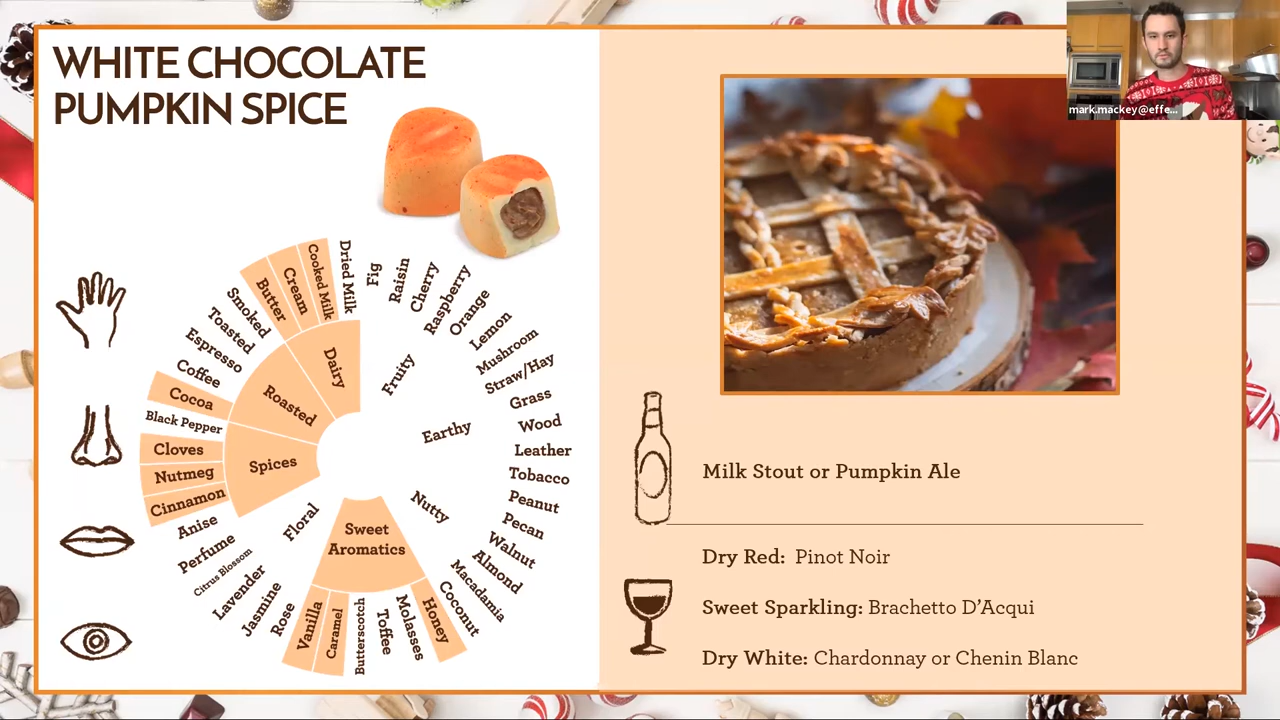 WHITE CHOCOLATE
PUMPKIN SPICE
mark.mackey@effe...
Butter
Cream
Cooked Milk
Dried Milk
Fig
Raisin
Cherry
Raspberry
Orange
Lemon
Mushroom
Straw/Hay
Grass
Wood
Leather
Tobacco
Peanut
Pecan
Walnut
Almond
Macadamia
Coconut
Honey
Molasses
Toffee
Butterscotch
Caramel
Vanilla
Rose
Jasmine
Lavender
Citrus Blossom
Perfume
Anise
Cinnamon
Nutmeg
Cloves
Black Pepper
Cocoa
Coffee
Espresso
Toasted
Smoked
Dairy
Fruity
Earthy
Nutty
Sweet
Aromatics
Floral
Spices
Roasted
Milk Stout or Pumpkin Ale
Dry Red: Pinot Noir
Sweet Sparkling: Brachetto D'Acqui
Dry White: Chardonnay or Chenin Blanc